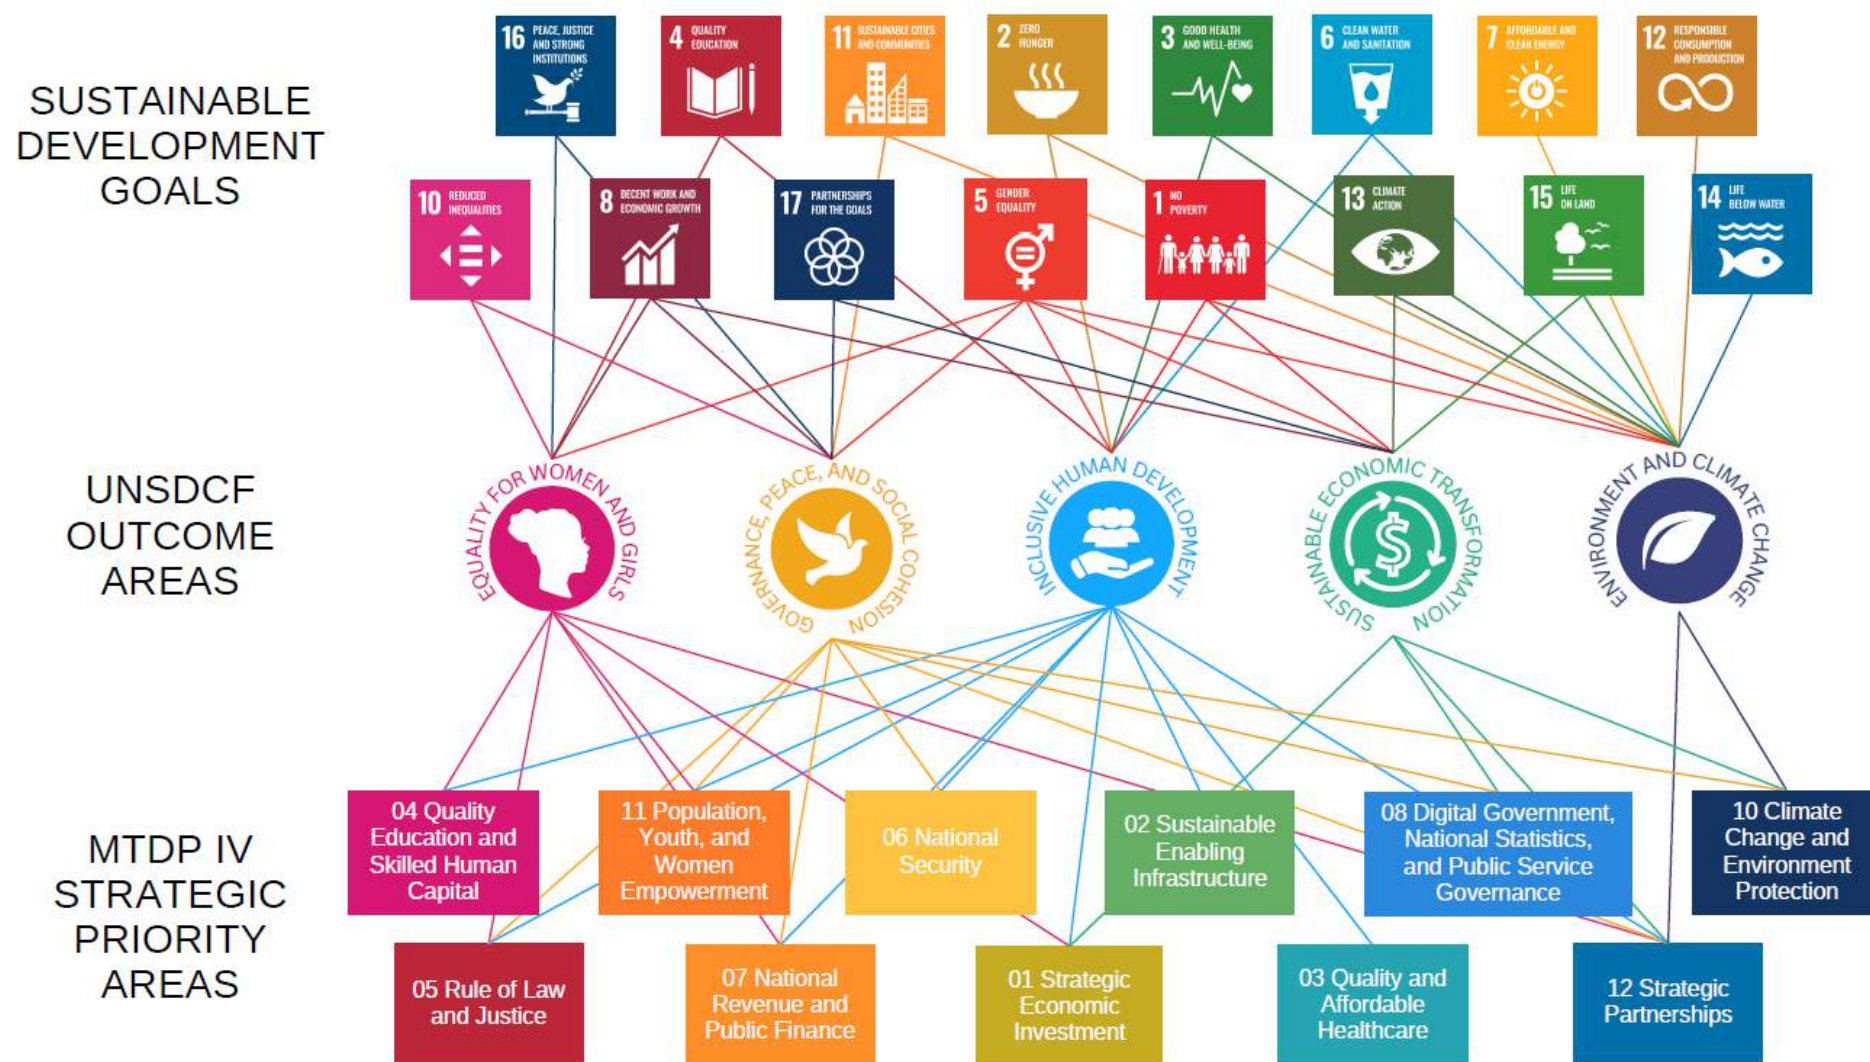 SUSTAINABLE
DEVELOPMENT
GOALS
16 PEACE, JUSTICE
AND STRONG
INSTITUTIONS
4 QUALITY
EDUCATION
11 SUSTAINABLE CITIES
AND COMMUNITIES
2 ZERO
HUNGER
3 GOOD HEALTH
AND WELL-BEING
6 CLEAN WATER
AND SANITATION
7 AFFORDABLE AND
CLEAN ENERGY
12 RESPONSIBLE
CONSUMPTION
AND PRODUCTION
10 REDUCED
INEQUALITIES
8 DECENT WORK AND
ECONOMIC GROWTH
17 PARTNERSHIPS
FOR THE GOALS
5 GENDER
EQUALITY
1 NO
POVERTY
13 CLIMATE
ACTION
15 LIFE
ON LAND
14 LIFE
BELOW WATER
UNSDCF
OUTCOME
AREAS
EQUALITY FOR WOMEN AND GIRLS
GOVERNANCE, PEACE, AND SOCIAL COHESION
INCLUSIVE HUMAN DEVELOPMENT
SUSTAINABLE ECONOMIC TRANSFORMATION
$
ENVIRONMENT AND CLIMATE CHANGE
MTDP IV
STRATEGIC
PRIORITY
AREAS
04 Quality
Education and
Skilled Human
Capital
11 Population,
Youth, and
Women
Empowerment
06 National
Security
02 Sustainable
Enabling
Infrastructure
08 Digital Government,
National Statistics,
and Public Service
Governance
10 Climate
Change and
Environment
Protection
05 Rule of Law
and Justice
07 National
Revenue and
Public Finance
01 Strategic
Economic
Investment
03 Quality and
Affordable
Healthcare
12 Strategic
Partnerships